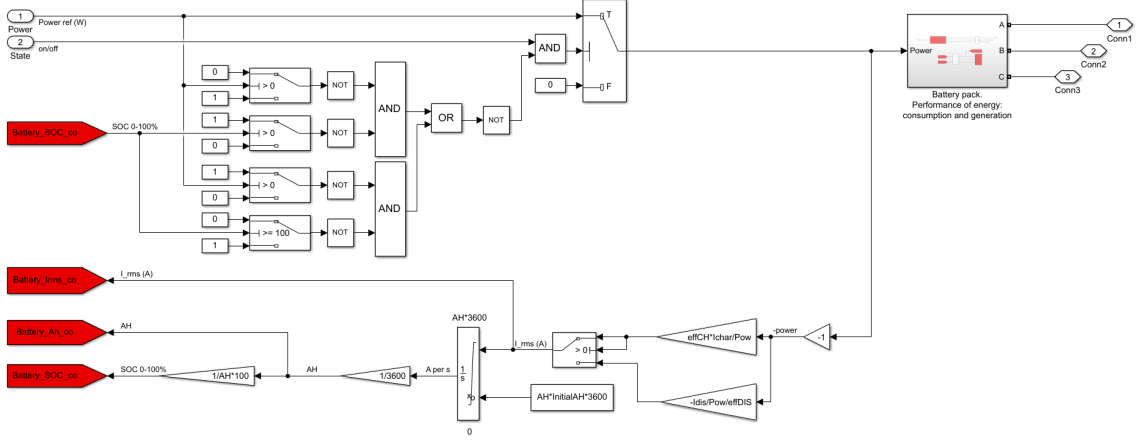 1
Power
Power ref (W)
2
State
on/off
T
F
AND
0
0
> 0
1
NOT
1
> 0
0
NOT
AND
OR
NOT
Battery_SOC_co
SOC 0-100%
1
> 0
0
NOT
0
>= 100
1
NOT
AND
Power
A
B
C
1
Conn1
2
Conn2
3
Conn3
Battery pack.
Performance of energy:
consumption and generation
Battery_Irms_co
I_rms (A)
Battery_Ah_co
AH
Battery_SOC_co
SOC 0-100%
1/AH*100
AH
1/3600
A per s
AH*3600
1
s
xo
0
I_rms (A)
> 0
effCH*Ichar/Pow
-power
-1
-Idis/Pow/effDIS
AH*InitialAH*3600